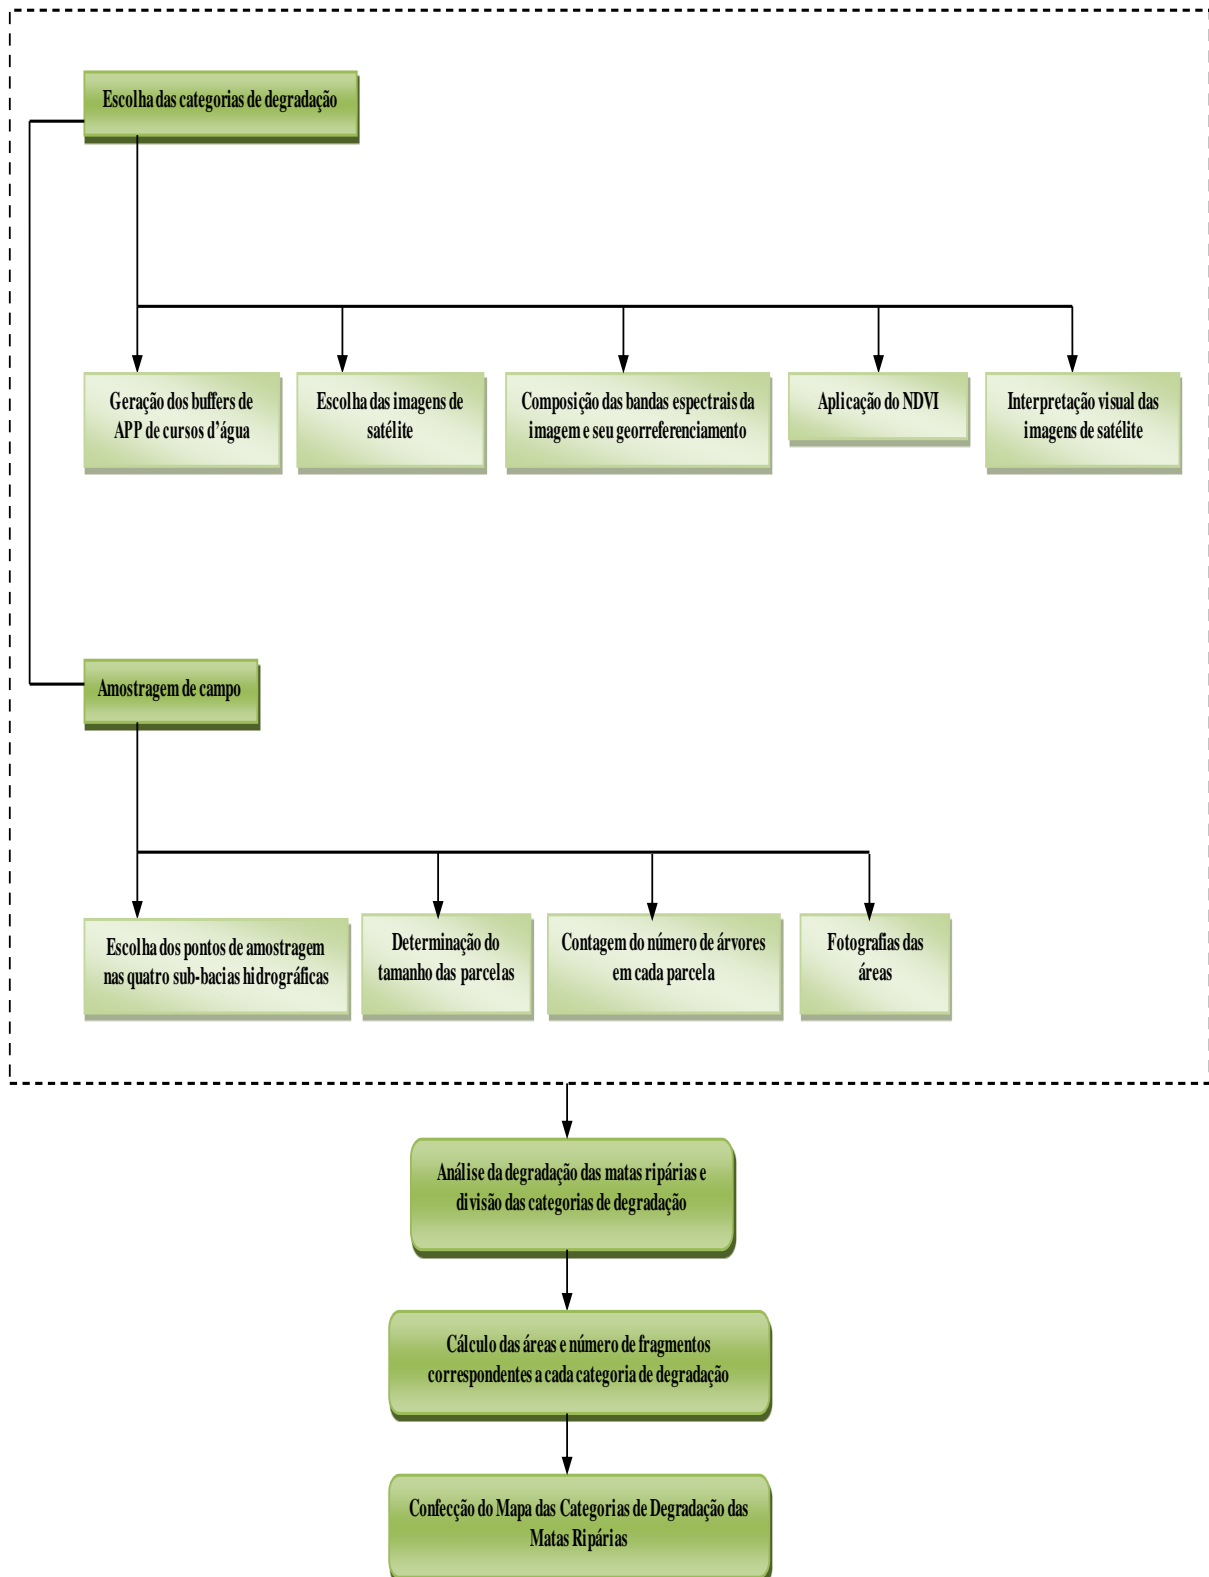 Escolha das categorias de degradação
Geração dos buffers de
APP de cursos d’água
Escolha das imagens de
satélite
Composição das bandas espectrais da
imagem e seu georreferenciamento
Aplicação do NDVI
Interpretação visual das
imagens de satélite
Amostragem de campo
Escolha dos pontos de amostragem
nas quatro sub-bacias hidrográficas
Determinação do
tamanho das parcelas
Contagem do número de árvores
em cada parcela
Fotografias das
áreas
Análise da degradação das matas ripárias e
divisão das categorias de degradação
Cálculo das áreas e número de fragmentos
correspondentes a cada categoria de degradação
Confecção do Mapa das Categorias de Degradação das
Matas Ripárias